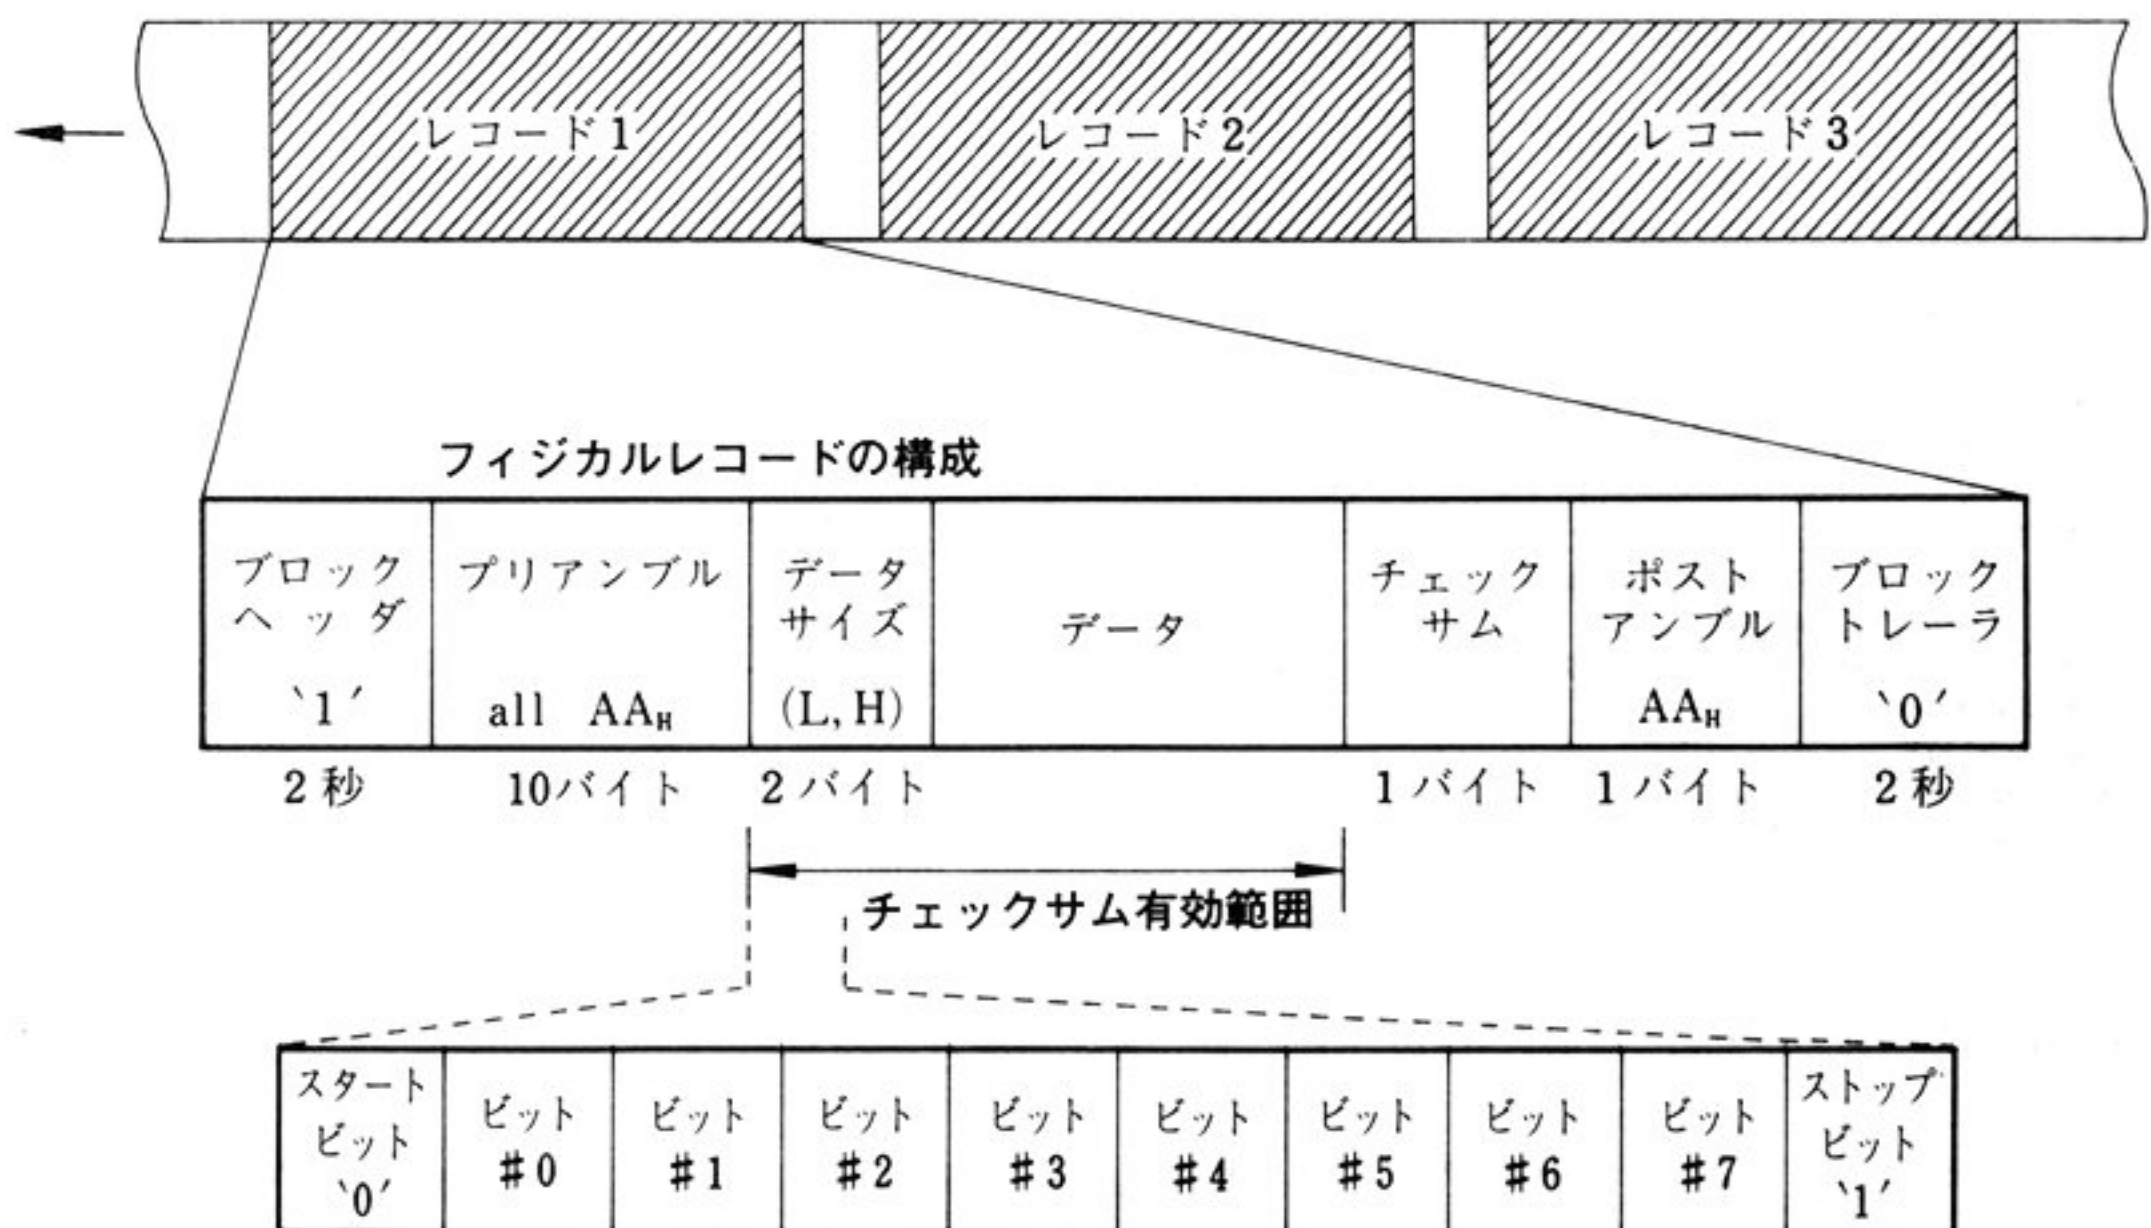 レコード1 レコード2 レコード3
フィジカルレコードの構成
ブロック プリアンブル データ チェック ポスト ブロック
ヘッダ サイズ データ サム アンブル トレーラ
‵1′ all AAH (L, H) AAH ‵0′
2秒 10バイト 2バイト 1バイト 1バイト 2秒
チェックサム有効範囲
スタート ビット ビット ビット ビット ビット ビット ビット ビット ストップ
ビット #0 #1 #2 #3 #4 #5 #6 #7 ビット
‵0′ ‵1′